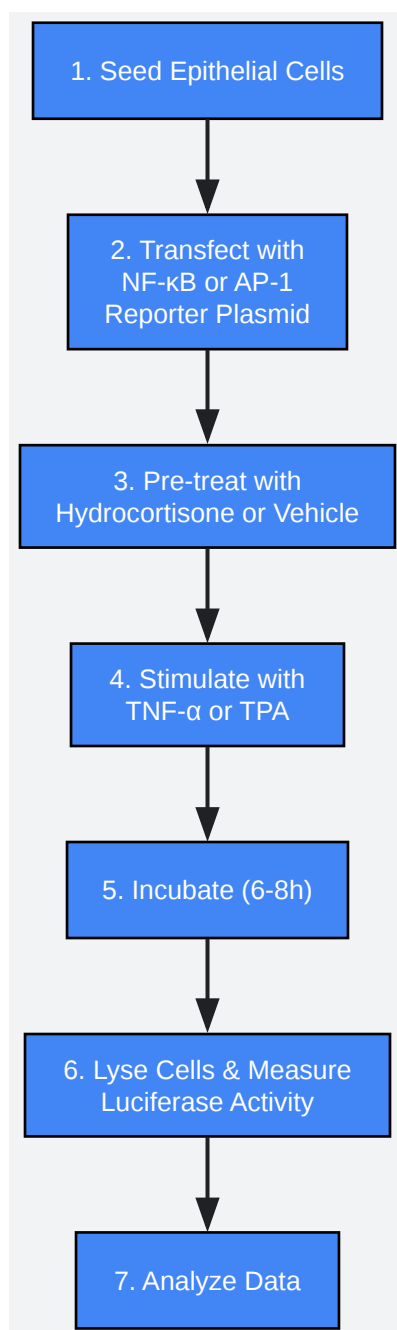 1. Seed Epithelial Cells
2. Transfect with
NF-κB or AP-1
Reporter Plasmid
3. Pre-treat with
Hydrocortisone or Vehicle
4. Stimulate with
TNF-α or TPA
5. Incubate (6-8h)
6. Lyse Cells & Measure
Luciferase Activity
7. Analyze Data